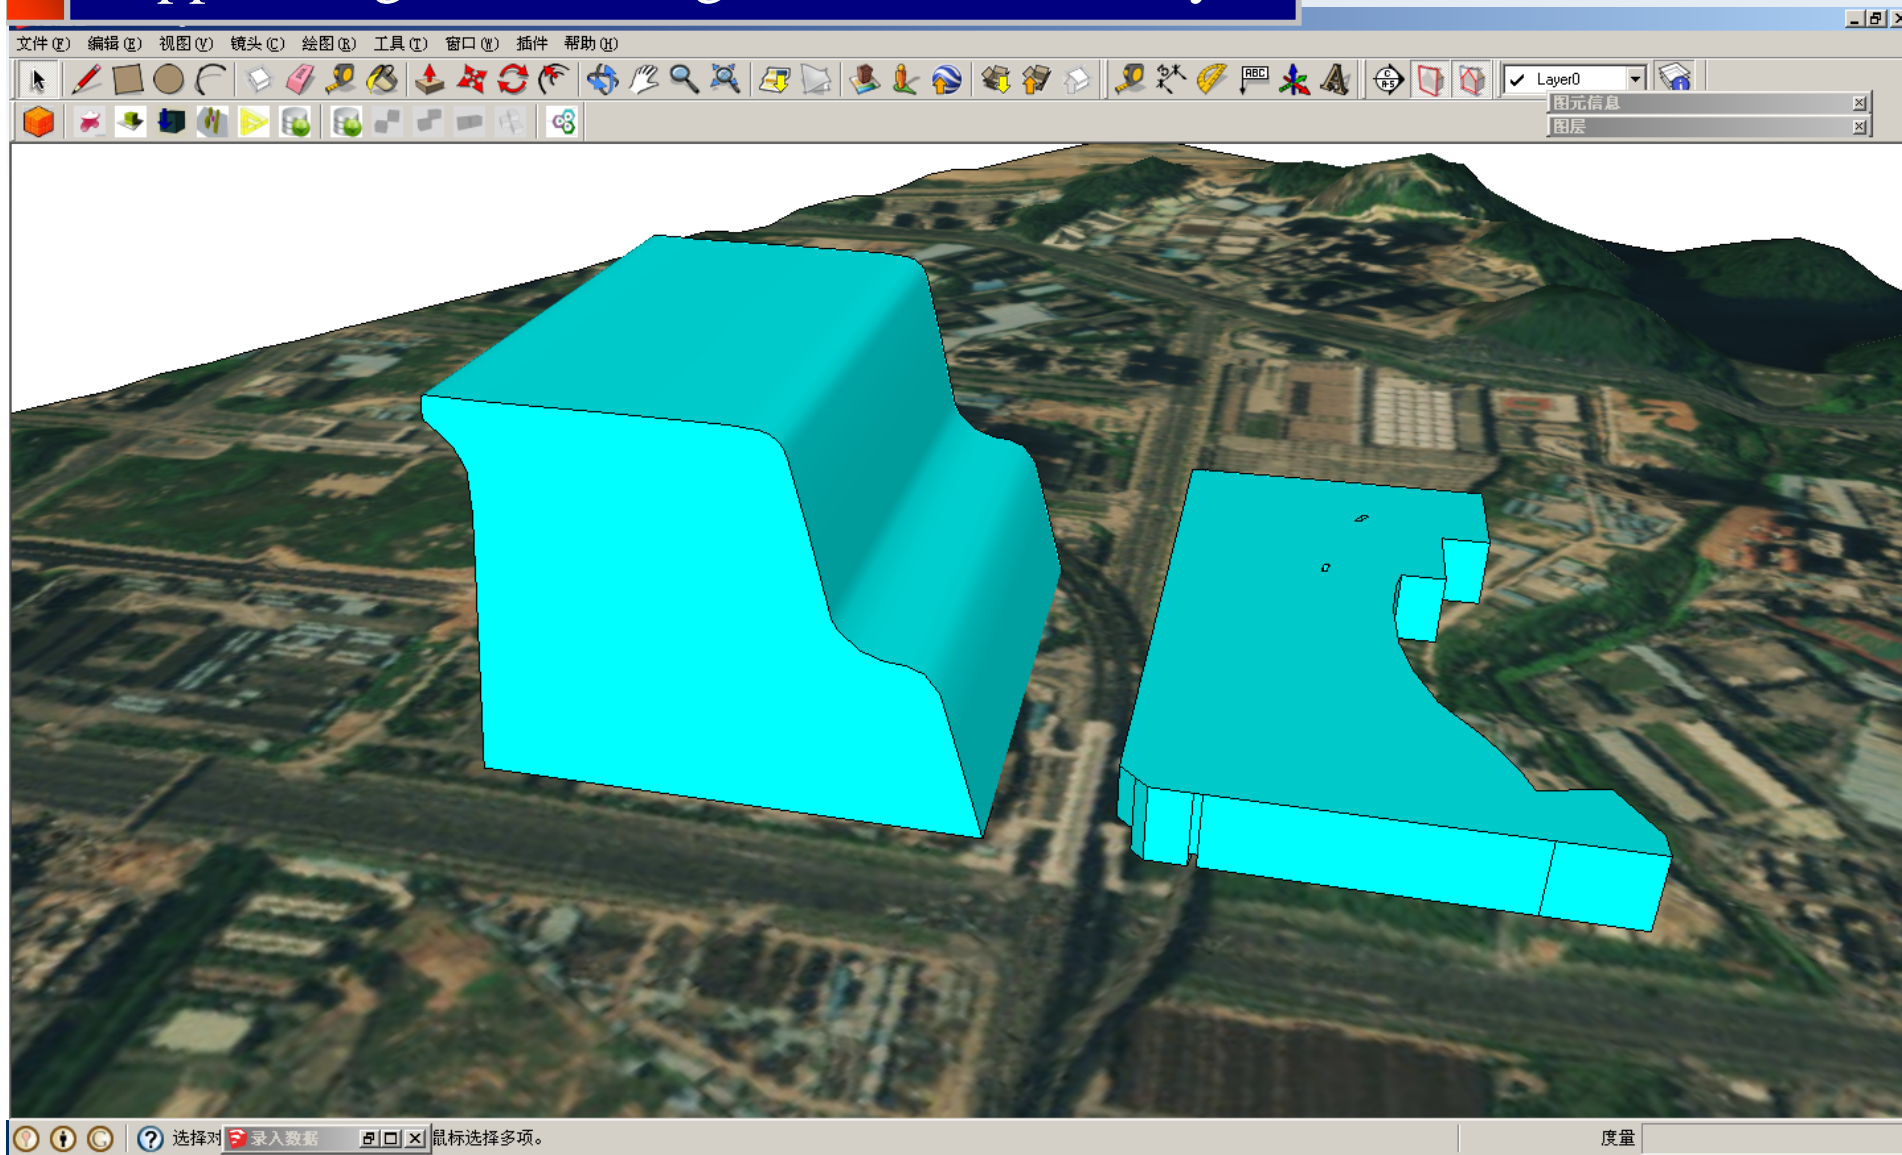 文件(F) 编辑(E) 视图(V) 镜头(C) 绘图(R) 工具(T) 窗口(W) 插件 帮助(H)
ABC
Layer0
图元信息
图层
选择对
录入数据
鼠标选择多项。
度量